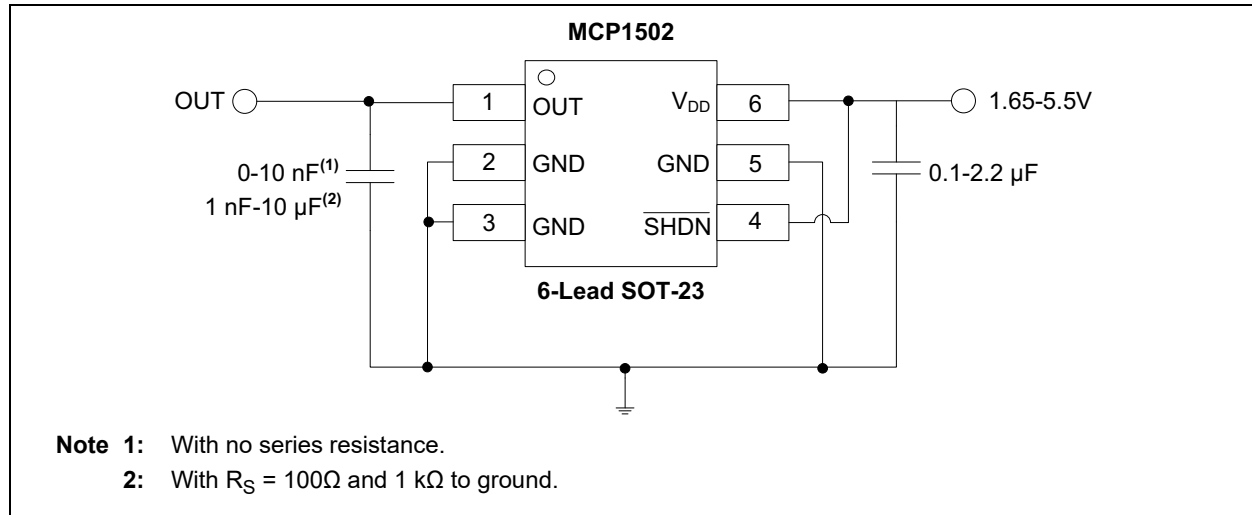 MCP1502
OUT
1
OUT
V_DD
6
1.65-5.5V
0-10 nF(1)
1 nF-10 µF(2)
2
GND
GND
5
0.1-2.2 µF
3
GND
SHDN
4
6-Lead SOT-23
Note 1: With no series resistance.
2: With R_S = 100Ω and 1 kΩ to ground.